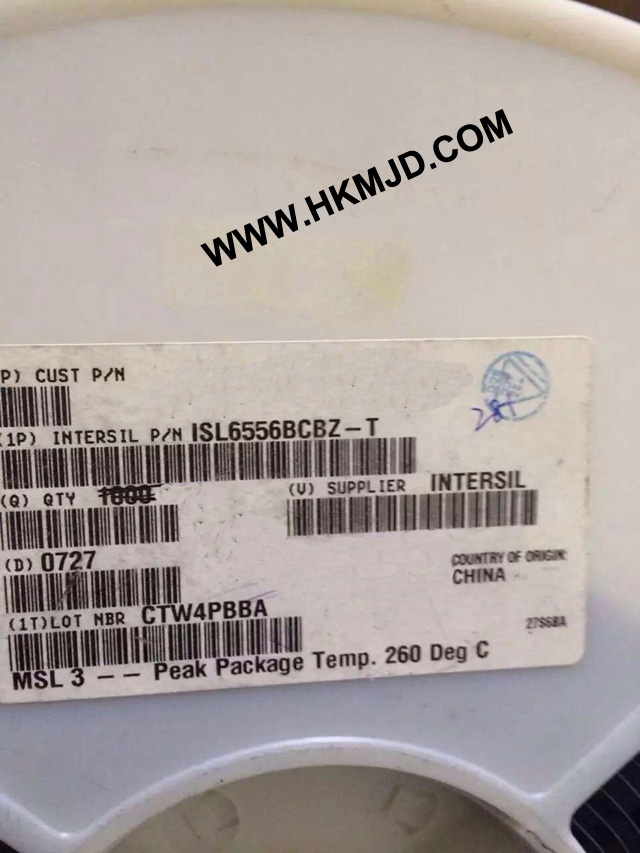 WWW.HKMJD.COM
P) CUST P/N
(1P) INTERSIL P/N ISL6556BCBZ-T
(Q) QTY 1000
(V) SUPPLIER INTERSIL
(D) 0727
COUNTRY OF ORIGIN:
CHINA
(1T)LOT NBR CTW4PBBA
MSL 3 -- Peak Package Temp. 260 Deg C